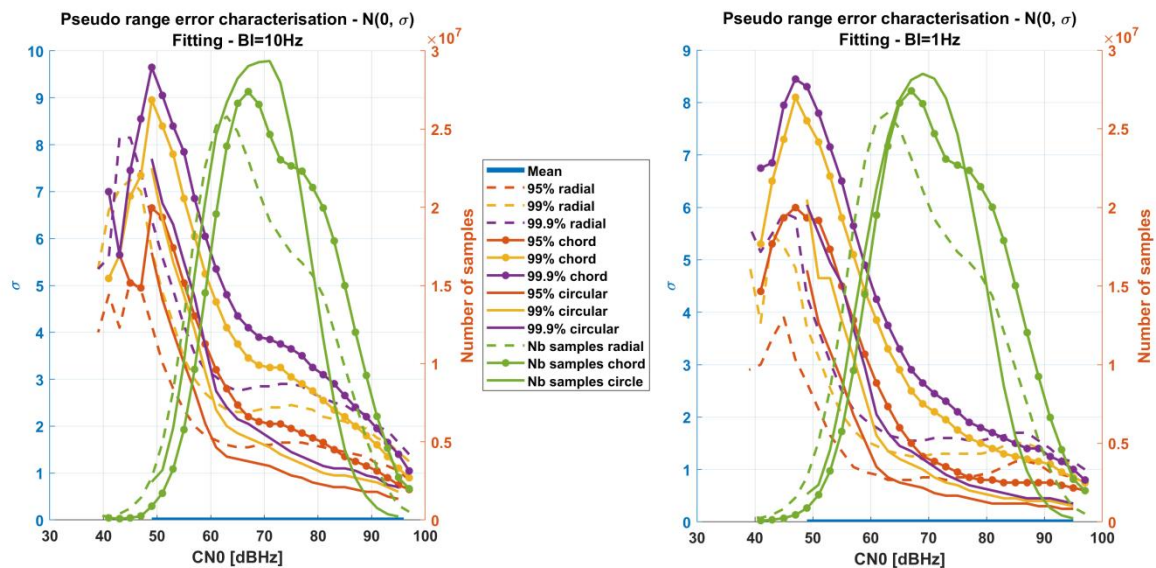 Pseudo range error characterisation - N(0, σ)
Fitting - Bl=10Hz
×10⁷
10
9
8
7
6
5
4
3
2
1
0
σ
3
2.5
2
1.5
1
0.5
0
Number of samples
30
40
50
60
70
80
90
100
CN0 [dBHz]
Mean
95% radial
99% radial
99.9% radial
95% chord
99% chord
99.9% chord
95% circular
99% circular
99.9% circular
Nb samples radial
Nb samples chord
Nb samples circle
Pseudo range error characterisation - N(0, σ)
Fitting - Bl=1Hz
×10⁷
9
8
7
6
5
4
3
2
1
0
σ
3
2.5
2
1.5
1
0.5
0
Number of samples
30
40
50
60
70
80
90
100
CN0 [dBHz]